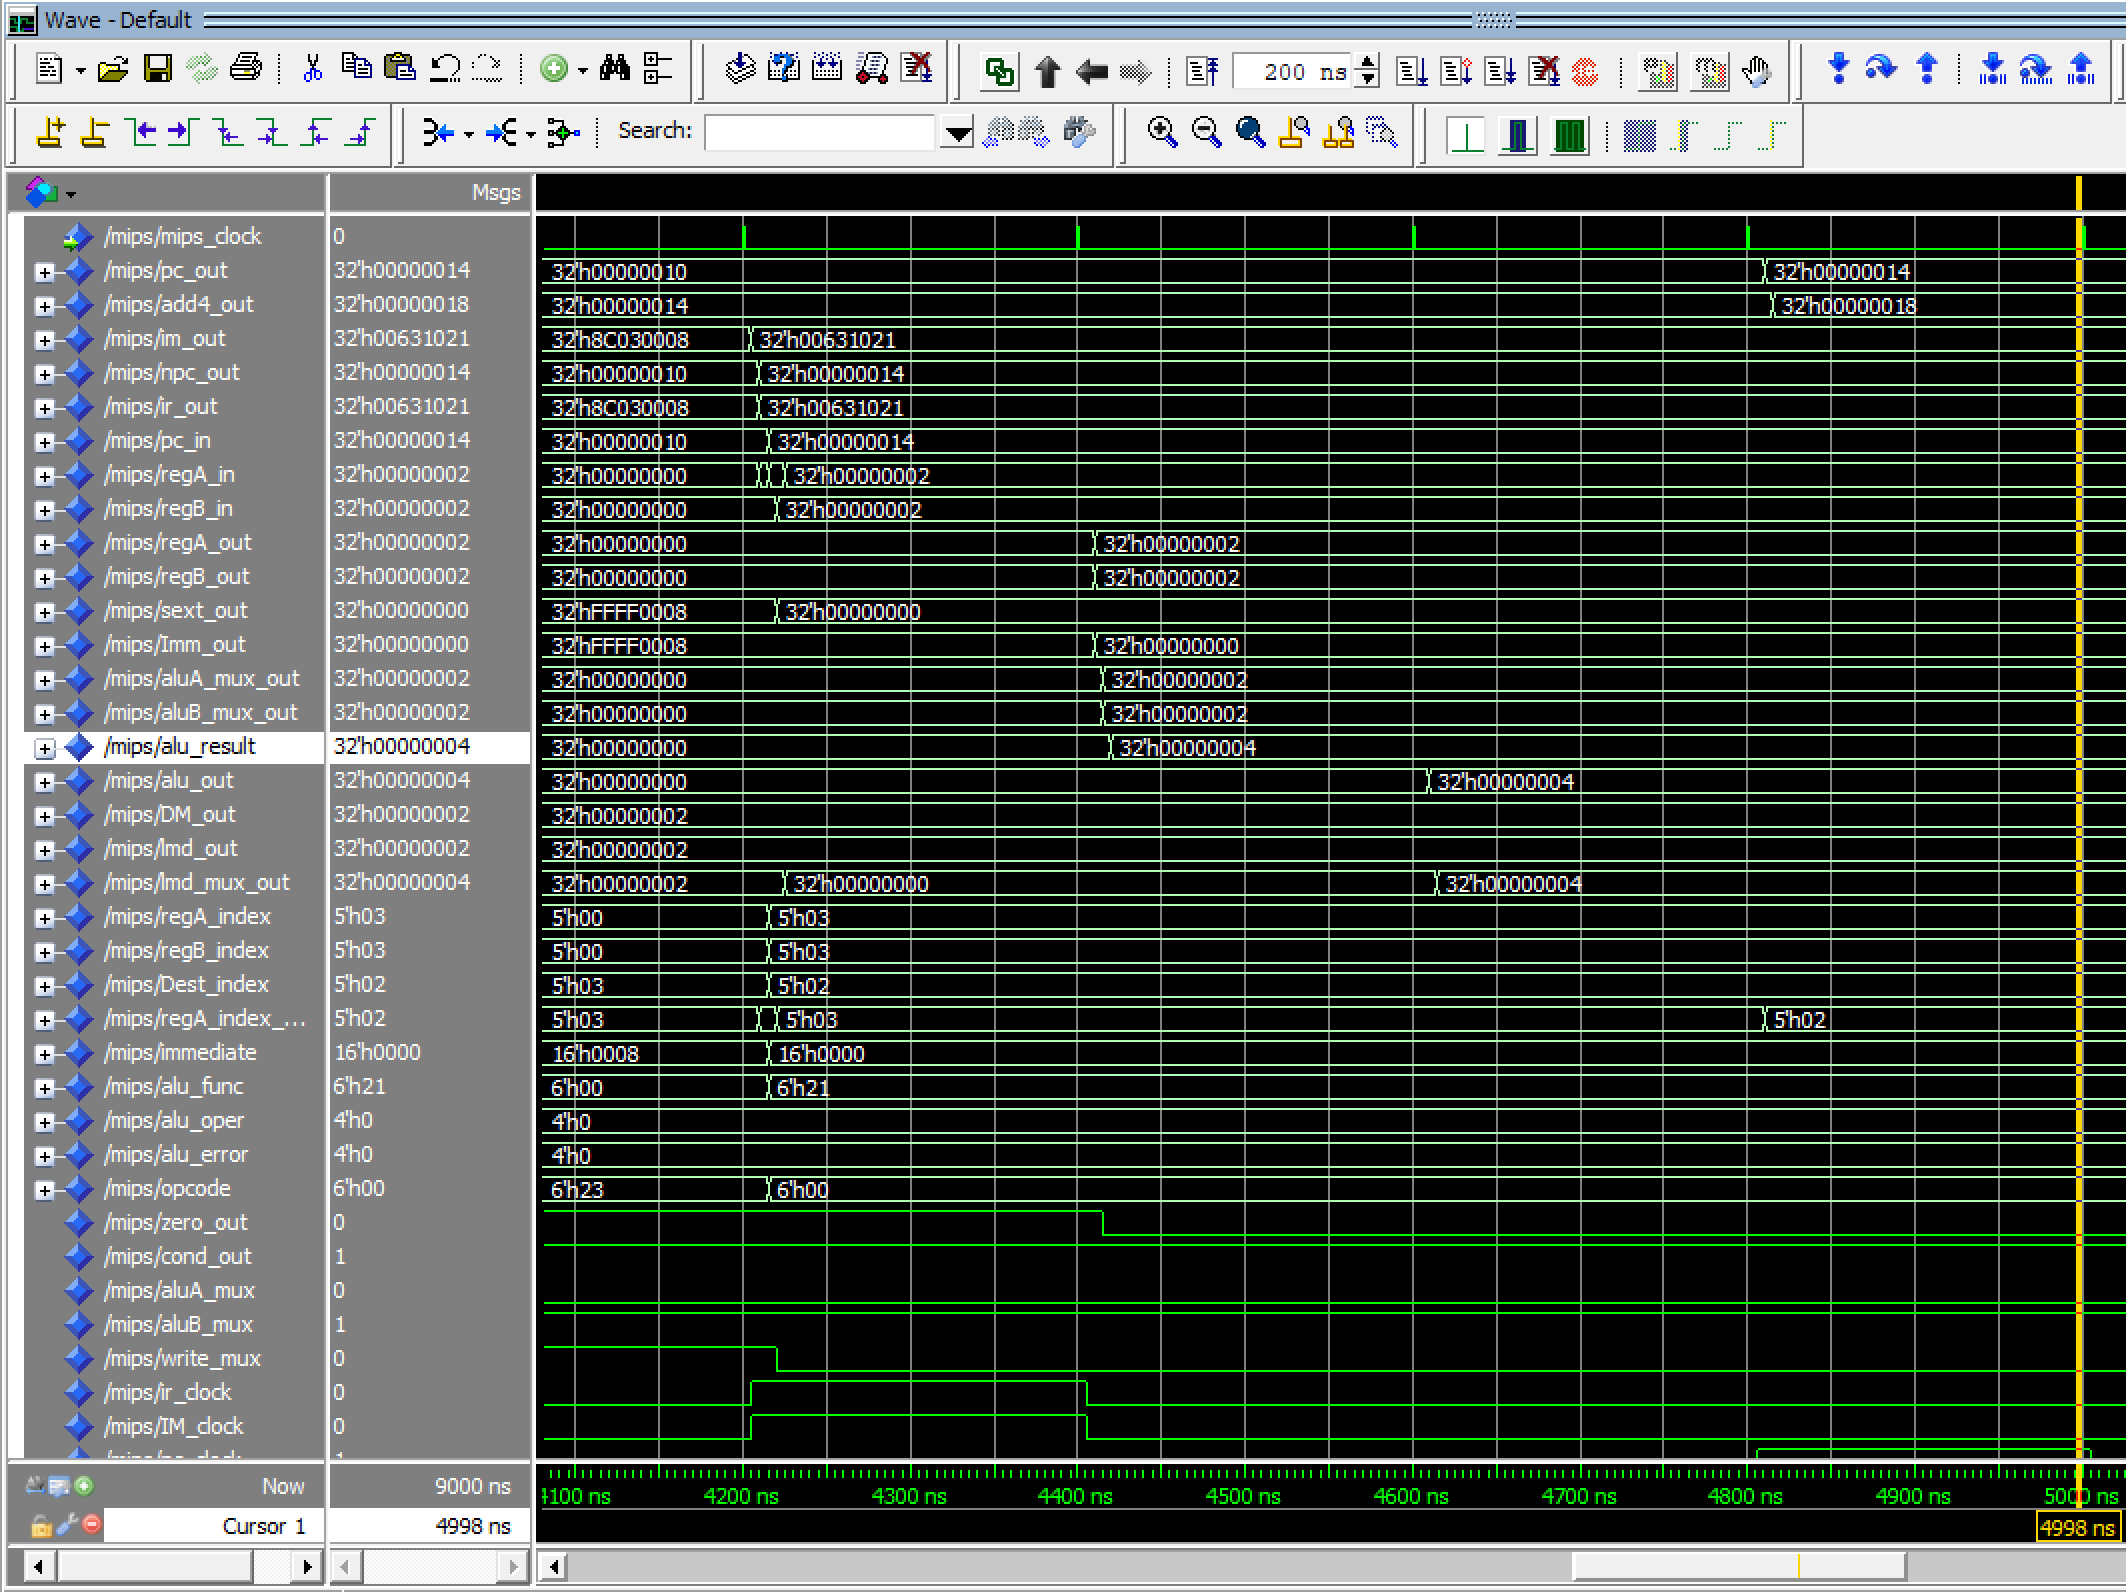 Wave - Default
200 ns
Search:
Msgs
/mips/mips_clock 0
/mips/pc_out 32'h00000014 32'h00000010 32'h00000014
/mips/add4_out 32'h00000018 32'h00000014 32'h00000018
/mips/im_out 32'h00631021 32'h8C030008 32'h00631021
/mips/npc_out 32'h00000014 32'h00000010 32'h00000014
/mips/ir_out 32'h00631021 32'h8C030008 32'h00631021
/mips/pc_in 32'h00000014 32'h00000010 32'h00000014
/mips/regA_in 32'h00000002 32'h00000000 32'h00000002
/mips/regB_in 32'h00000002 32'h00000000 32'h00000002
/mips/regA_out 32'h00000002 32'h00000000 32'h00000002
/mips/regB_out 32'h00000002 32'h00000000 32'h00000002
/mips/sext_out 32'h00000000 32'hFFFF0008 32'h00000000
/mips/Imm_out 32'h00000000 32'hFFFF0008 32'h00000000
/mips/aluA_mux_out 32'h00000002 32'h00000000 32'h00000002
/mips/aluB_mux_out 32'h00000002 32'h00000000 32'h00000002
/mips/alu_result 32'h00000004 32'h00000000 32'h00000004
/mips/alu_out 32'h00000004 32'h00000000 32'h00000004
/mips/DM_out 32'h00000002 32'h00000002
/mips/lmd_out 32'h00000002 32'h00000002
/mips/lmd_mux_out 32'h00000004 32'h00000002 32'h00000000 32'h00000004
/mips/regA_index 5'h03 5'h00 5'h03
/mips/regB_index 5'h03 5'h00 5'h03
/mips/Dest_index 5'h02 5'h03 5'h02
/mips/regA_index_... 5'h02 5'h03 5'h03 5'h02
/mips/immediate 16'h0000 16'h0008 16'h0000
/mips/alu_func 6'h21 6'h00 6'h21
/mips/alu_oper 4'h0 4'h0
/mips/alu_error 4'h0 4'h0
/mips/opcode 6'h00 6'h23 6'h00
/mips/zero_out 0
/mips/cond_out 1
/mips/aluA_mux 0
/mips/aluB_mux 1
/mips/write_mux 0
/mips/ir_clock 0
/mips/IM_clock 0
Now 9000 ns 4100 ns 4200 ns 4300 ns 4400 ns 4500 ns 4600 ns 4700 ns 4800 ns 4900 ns 5000 ns
Cursor 1 4998 ns 4998 ns